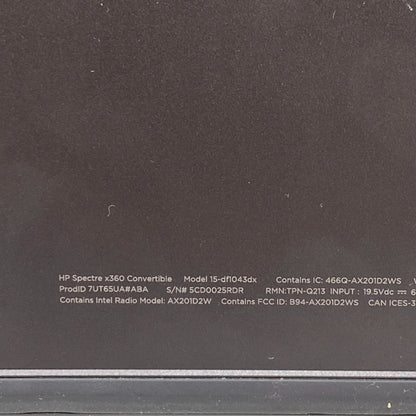 HP Spectre x360 Convertible Model 15-df1043dx Contains IC: 466Q-AX201D2WS
ProdID 7UT65UA#ABA S/N# 5CD0025RDR RMN:TPN-Q213 INPUT : 19.5Vdc ⎓ 6
Contains Intel Radio Model: AX201D2W , Contains FCC ID: B94-AX201D2WS CAN ICES-3